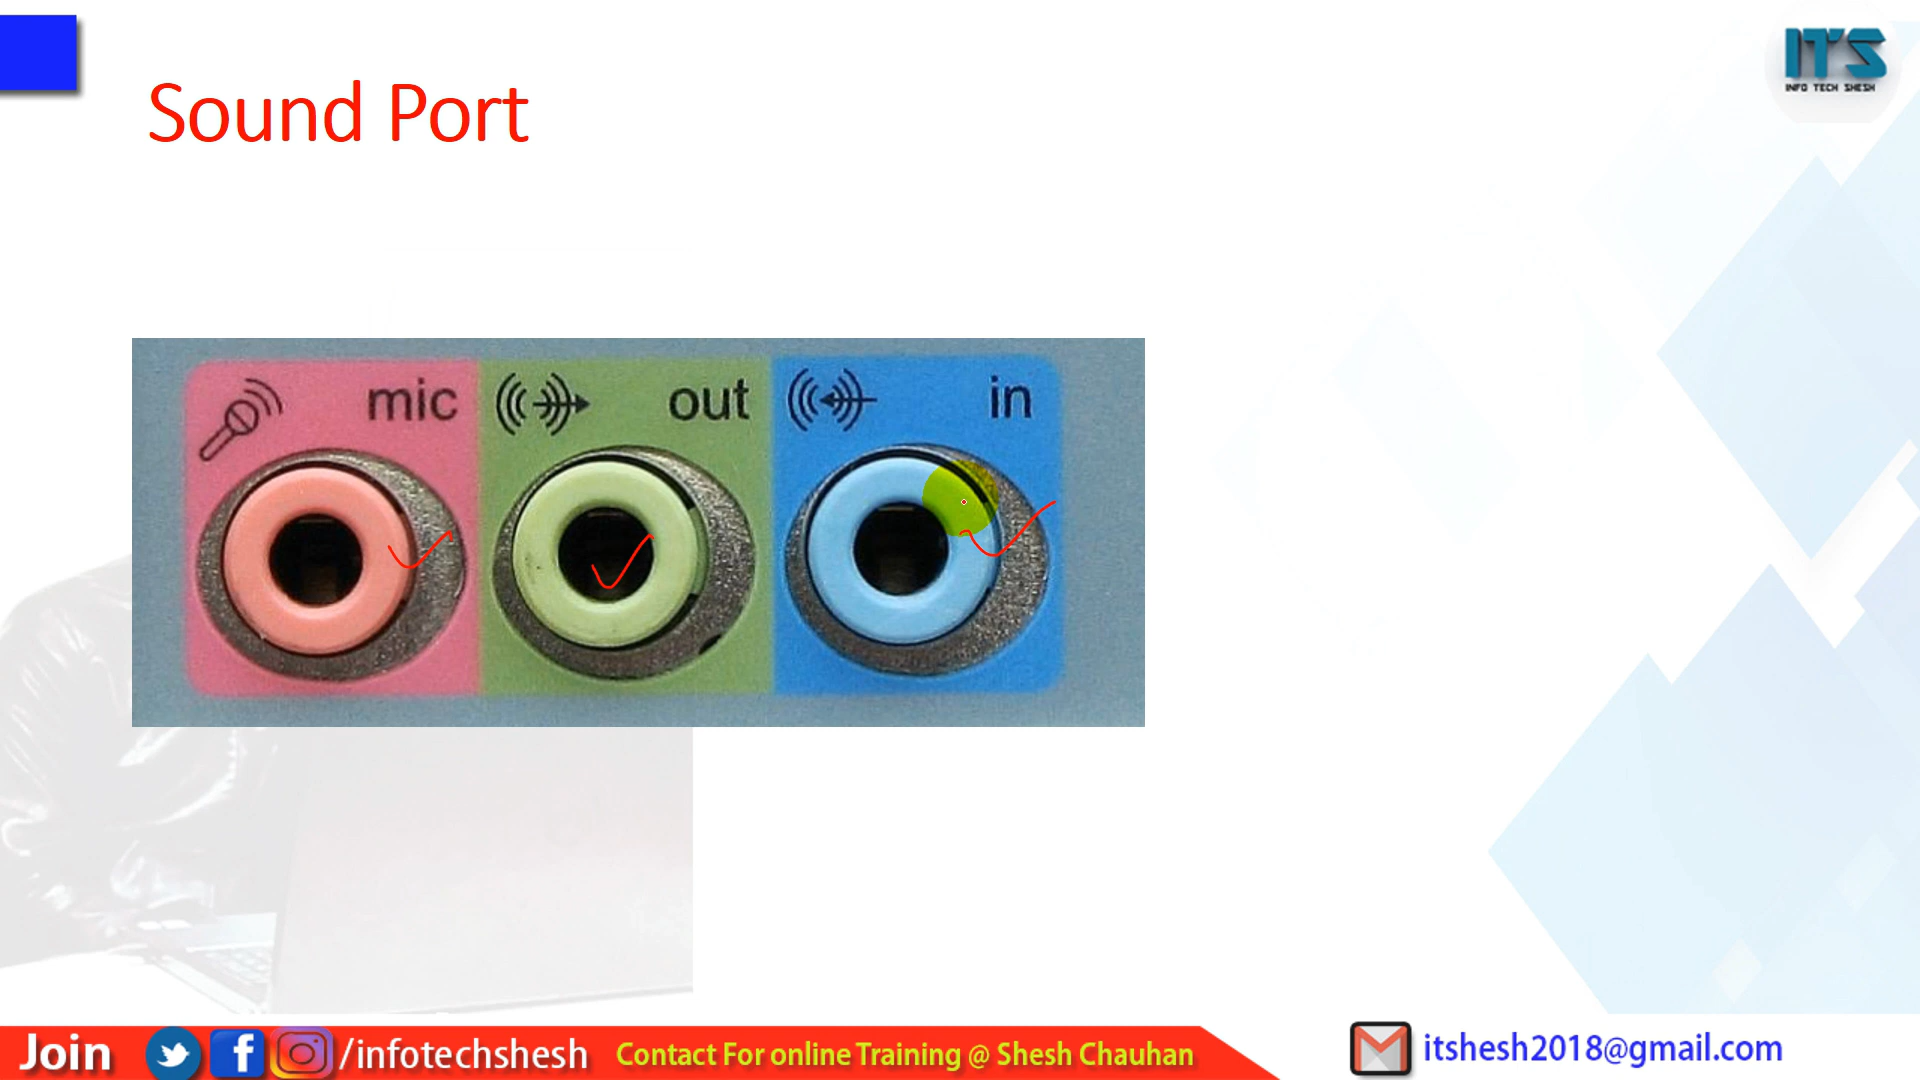 IT'S
INFO TECH SHESH
Sound Port
mic
out
in
Join /infotechshesh Contact For online Training @ Shesh Chauhan
itshesh2018@gmail.com